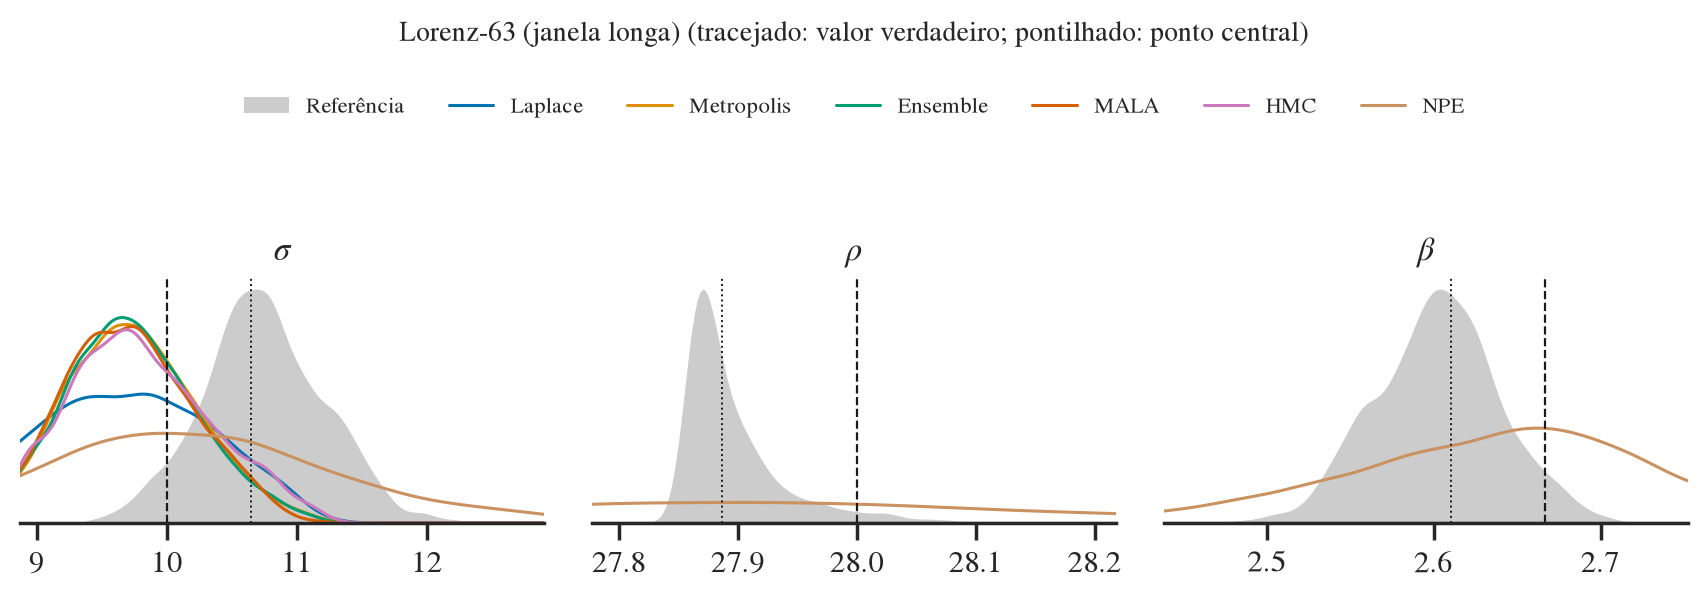 Lorenz-63 (janela longa) (tracejado: valor verdadeiro; pontilhado: ponto central)
Referência Laplace Metropolis Ensemble MALA HMC NPE
σ ρ β
9 10 11 12 27.8 27.9 28.0 28.1 28.2 2.5 2.6 2.7